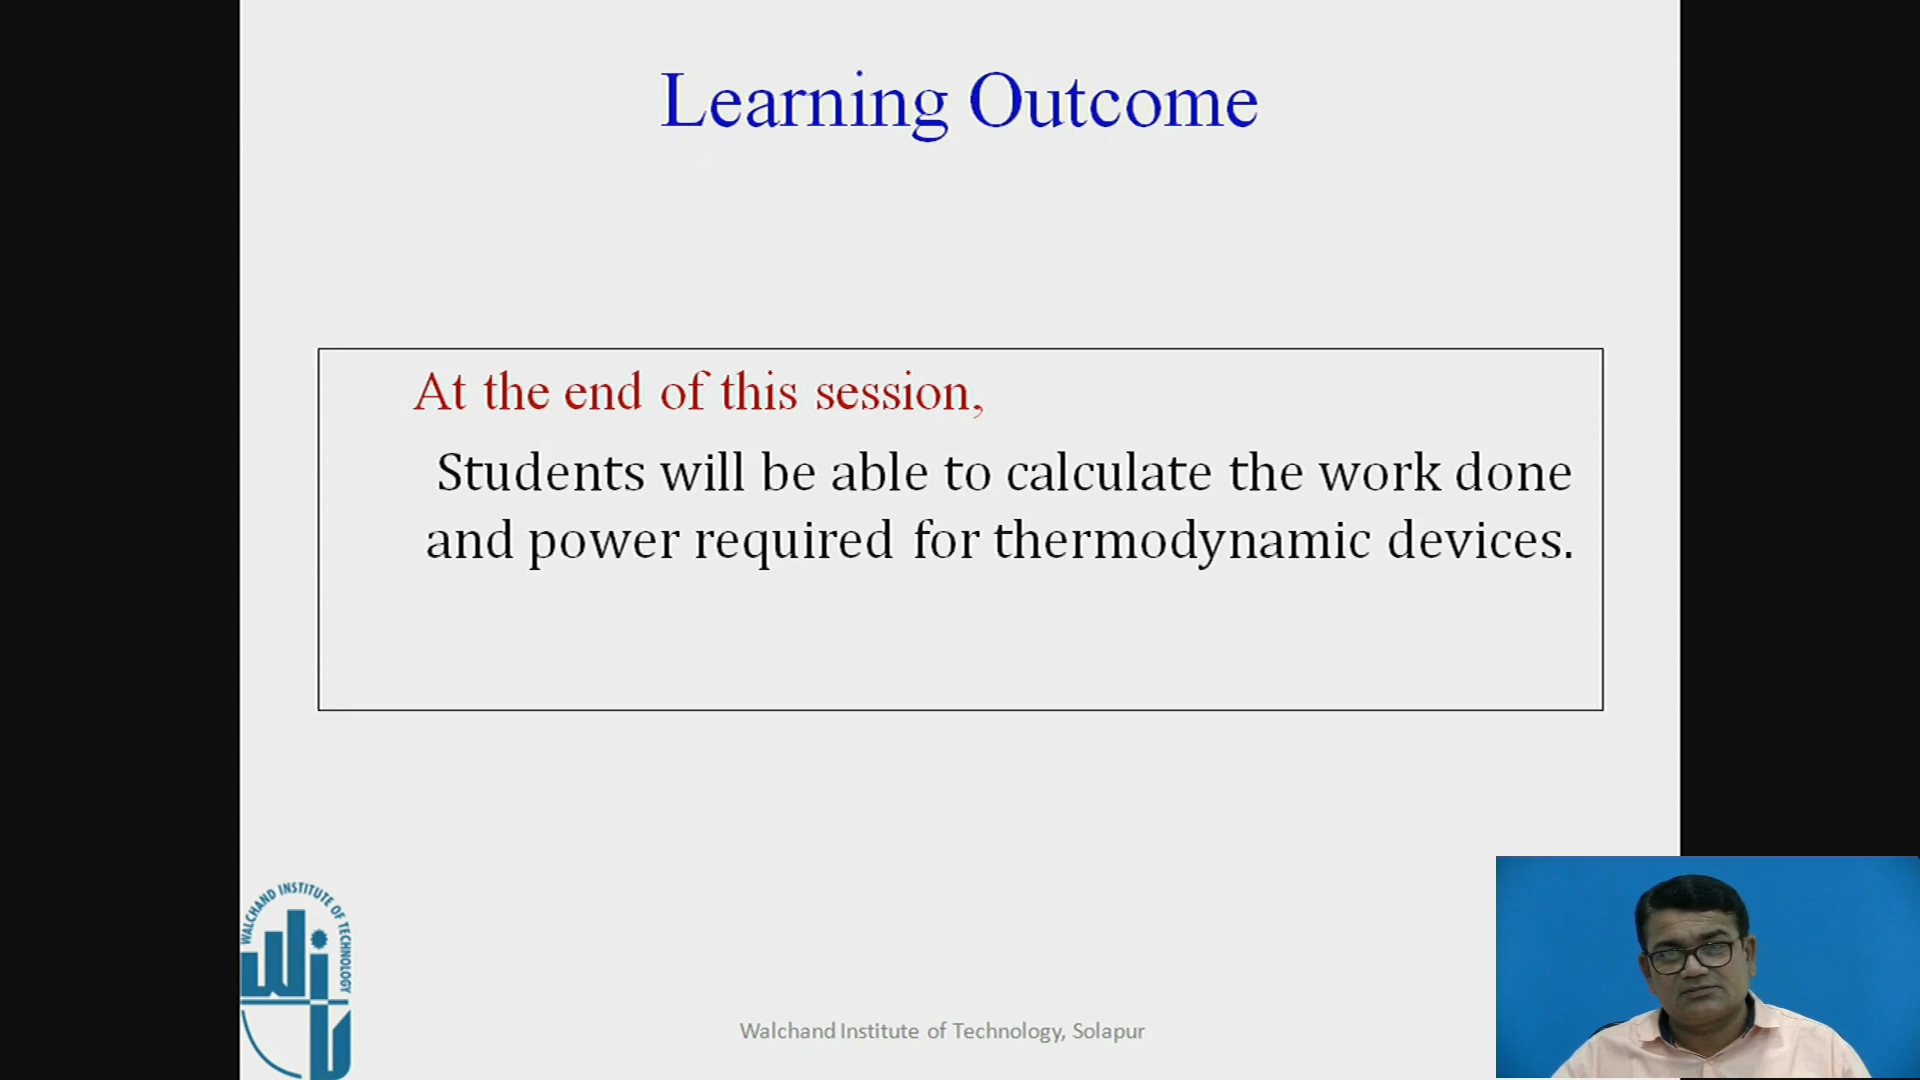 Learning Outcome
At the end of this session,
Students will be able to calculate the work done
and power required for thermodynamic devices.
WALCHAND INSTITUTE OF TECHNOLOGY
WIT
Walchand Institute of Technology, Solapur